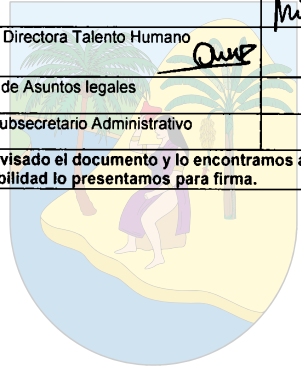 Directora Talento Humano
de Asuntos legales
ubsecretario Administrativo
visado el documento y lo encontramos a
bilidad lo presentamos para firma.